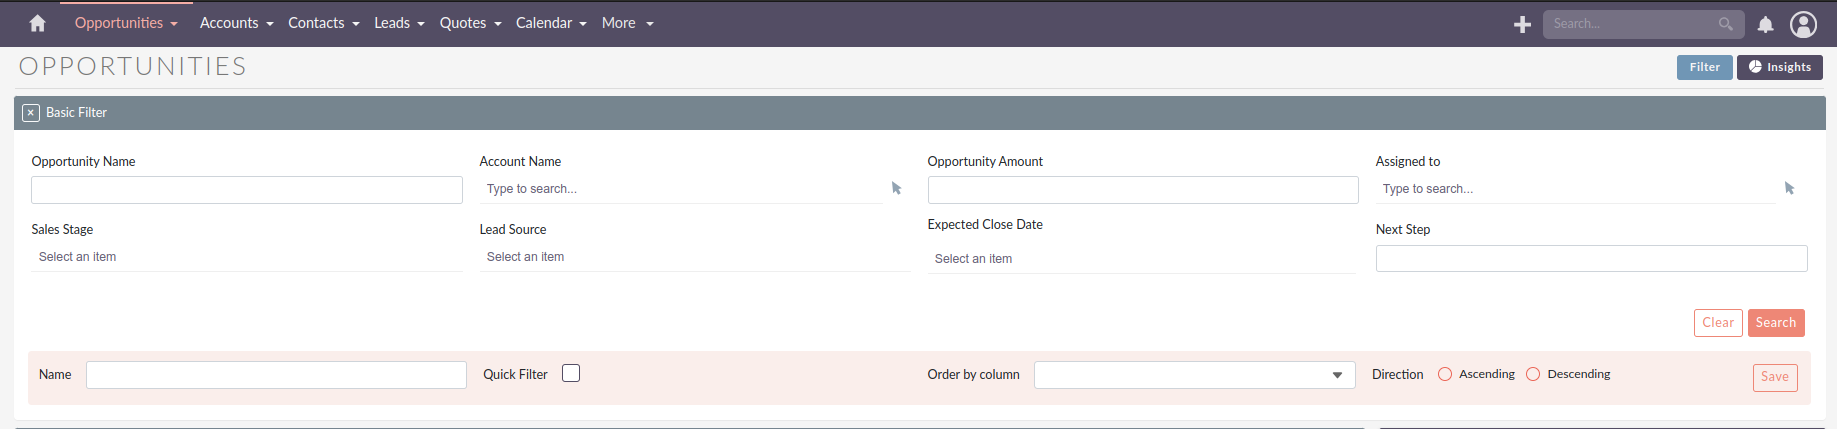 Opportunities Accounts Contacts Leads Quotes Calendar More Search...
OPPORTUNITIES
Filter Insights
Basic Filter
Opportunity Name Account Name Opportunity Amount Assigned to
Type to search... Type to search...
Sales Stage Lead Source Expected Close Date Next Step
Select an item Select an item Select an item
Clear Search
Name Quick Filter Order by column Direction Ascending Descending Save